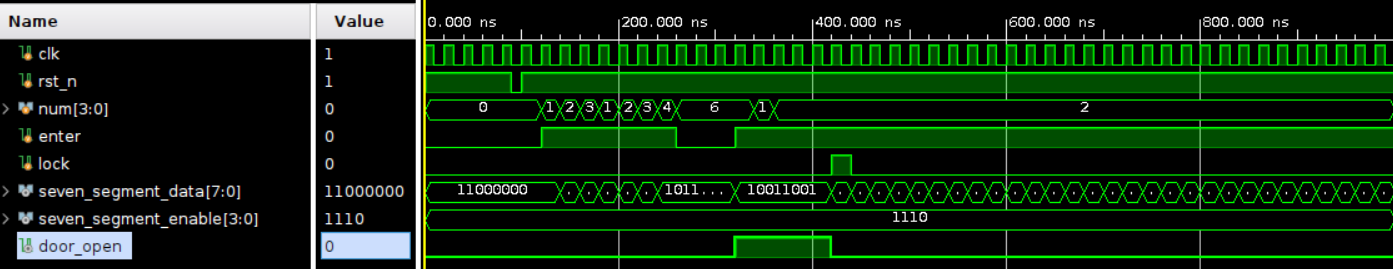 Name Value 0.000 ns 200.000 ns 400.000 ns 600.000 ns 800.000 ns
clk 1
rst_n 1
num[3:0] 0 0 1 2 3 1 2 3 4 6 1 2
enter 0
lock 0
seven_segment_data[7:0] 11000000 11000000 . . . . . 1011... 10011001 . . . . . . . . . . . . . . . . . . . . . . . . . . . . .
seven_segment_enable[3:0] 1110 1110
door_open 0